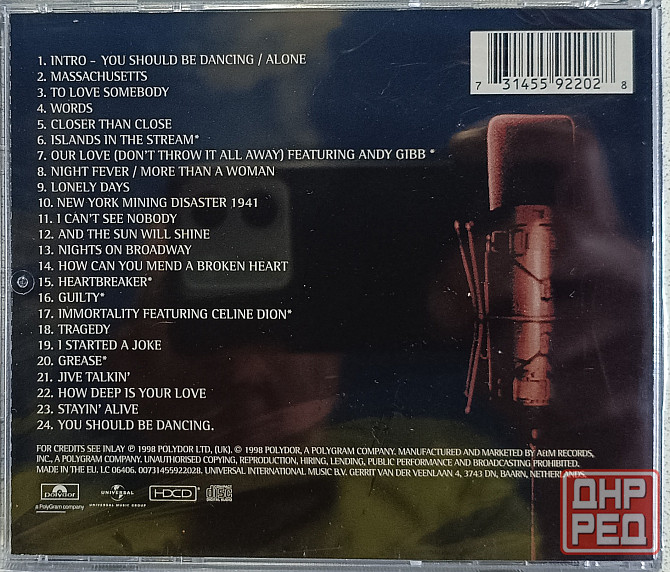 1. INTRO – YOU SHOULD BE DANCING / ALONE
2. MASSACHUSETTS
3. TO LOVE SOMEBODY
4. WORDS
5. CLOSER THAN CLOSE
6. ISLANDS IN THE STREAM*
7. OUR LOVE (DON'T THROW IT ALL AWAY) FEATURING ANDY GIBB *
8. NIGHT FEVER / MORE THAN A WOMAN
9. LONELY DAYS
10. NEW YORK MINING DISASTER 1941
11. I CAN'T SEE NOBODY
12. AND THE SUN WILL SHINE
13. NIGHTS ON BROADWAY
14. HOW CAN YOU MEND A BROKEN HEART
15. HEARTBREAKER*
16. GUILTY*
17. IMMORTALITY FEATURING CELINE DION*
18. TRAGEDY
19. I STARTED A JOKE
20. GREASE*
21. JIVE TALKIN'
22. HOW DEEP IS YOUR LOVE
23. STAYIN' ALIVE
24. YOU SHOULD BE DANCING.
7 31455 92202 8
FOR CREDITS SEE INLAY ℗ 1998 POLYDOR LTD, (UK). © 1998 POLYDOR, A POLYGRAM COMPANY. MANUFACTURED AND MARKETED BY A&M RECORDS,
INC., A POLYGRAM COMPANY. UNAUTHORISED COPYING, REPRODUCTION, HIRING, LENDING, PUBLIC PERFORMANCE AND BROADCASTING PROHIBITED.
MADE IN THE EU. LC 06406. 00731455922028. UNIVERSAL INTERNATIONAL MUSIC B.V. GERRIT VAN DER VEENLAAN 4, 3743 DN, BAARN, NETHERLANDS.
polydor
a PolyGram company
UNIVERSAL
UNIVERSAL MUSIC GROUP
HDCD
COMPACT
disc
DIGITAL AUDIO
ДНР
РЕД